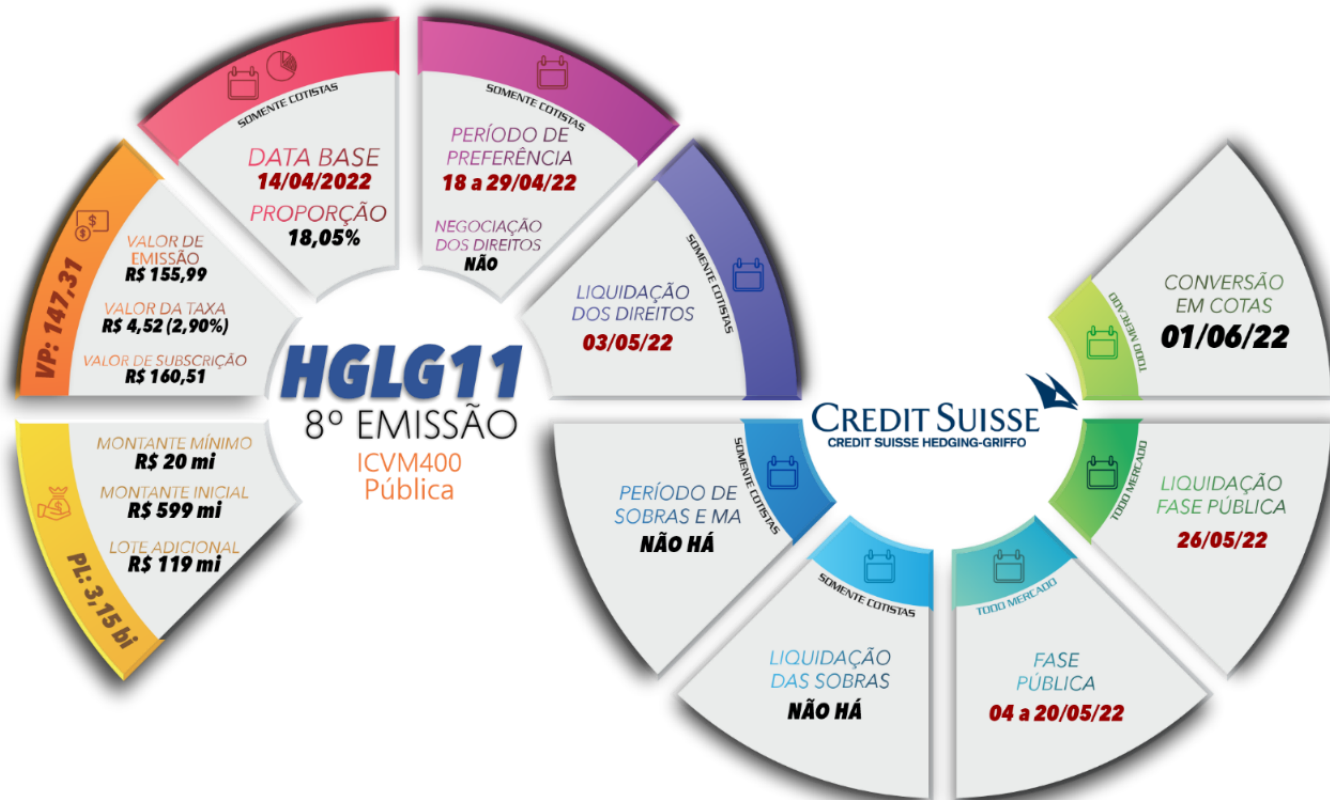 HGLG11
8º EMISSÃO
ICVM400
Pública
PL: 3,15 bi
MONTANTE MÍNIMO
R$ 20 mi
MONTANTE INICIAL
R$ 599 mi
LOTE ADICIONAL
R$ 119 mi
VP: 147,31
VALOR DE
EMISSÃO
R$ 155,99
VALOR DA TAXA
R$ 4,52 (2,90%)
VALOR DE SUBSCRIÇÃO
R$ 160,51
SOMENTE COTISTAS
DATA BASE
14/04/2022
PROPORÇÃO
18,05%
SOMENTE COTISTAS
PERÍODO DE
PREFERÊNCIA
18 a 29/04/22
NEGOCIAÇÃO
DOS DIREITOS
NÃO
SOMENTE COTISTAS
LIQUIDAÇÃO
DOS DIREITOS
03/05/22
SOMENTE COTISTAS
PERÍODO DE
SOBRAS E MA
NÃO HÁ
SOMENTE COTISTAS
LIQUIDAÇÃO
DAS SOBRAS
NÃO HÁ
TODO MERCADO
FASE
PÚBLICA
04 a 20/05/22
TODO MERCADO
LIQUIDAÇÃO
FASE PÚBLICA
26/05/22
TODO MERCADO
CONVERSÃO
EM COTAS
01/06/22
CREDIT SUISSE
CREDIT SUISSE HEDGING-GRIFFO